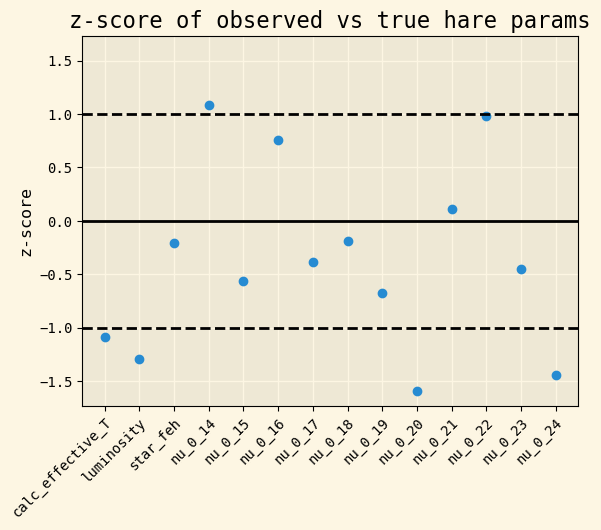 z-score of observed vs true hare params
z-score
1.5
1.0
0.5
0.0
−0.5
−1.0
−1.5
calc_effective_T
luminosity
star_feh
nu_0_14
nu_0_15
nu_0_16
nu_0_17
nu_0_18
nu_0_19
nu_0_20
nu_0_21
nu_0_22
nu_0_23
nu_0_24